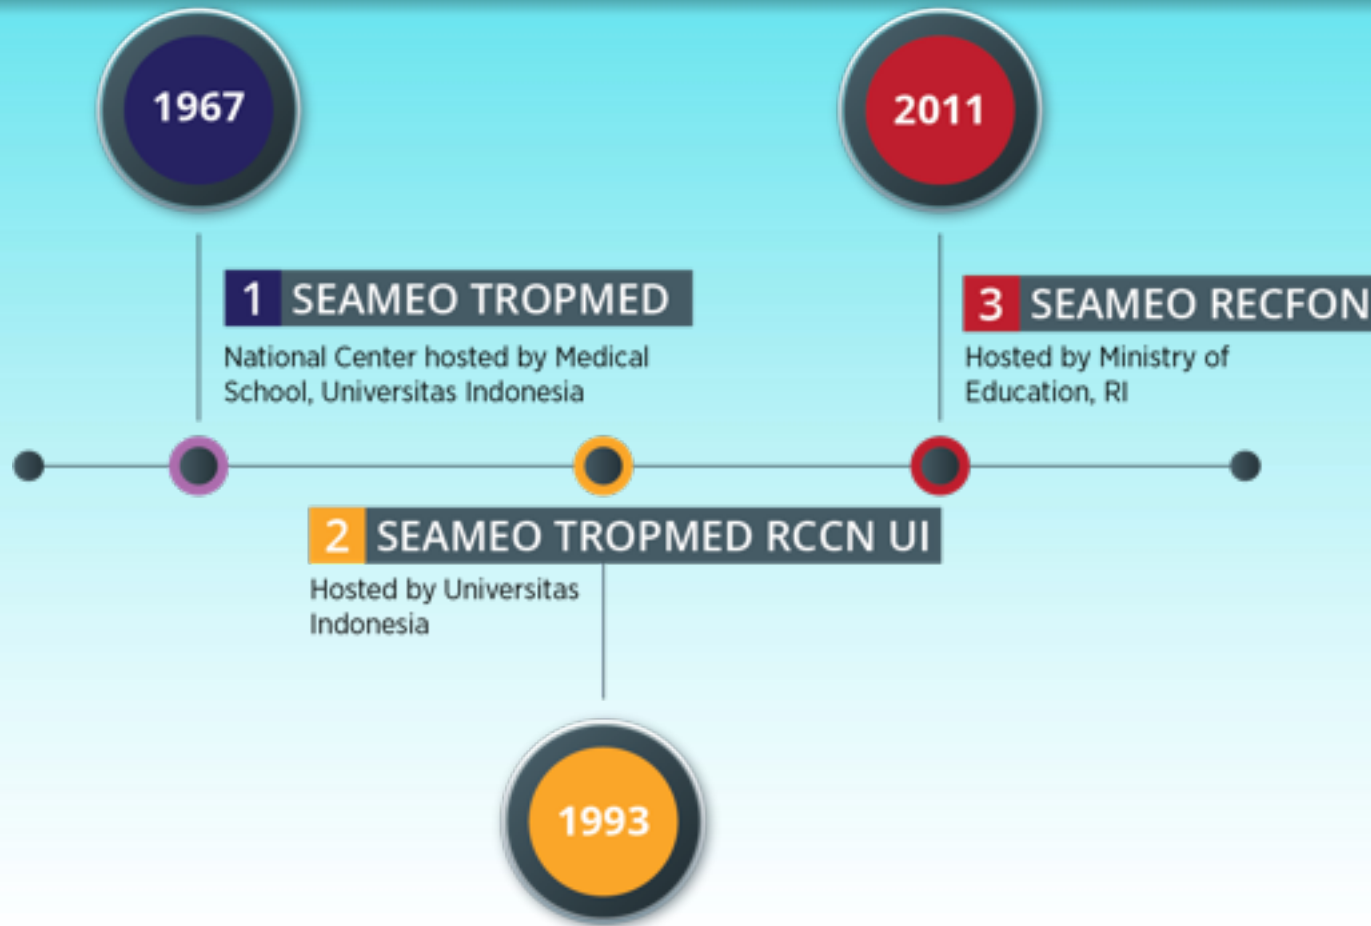 1967
1 SEAMEO TROPMED
National Center hosted by Medical
School, Universitas Indonesia
2011
3 SEAMEO RECFON
Hosted by Ministry of
Education, RI
2 SEAMEO TROPMED RCCN UI
Hosted by Universitas
Indonesia
1993